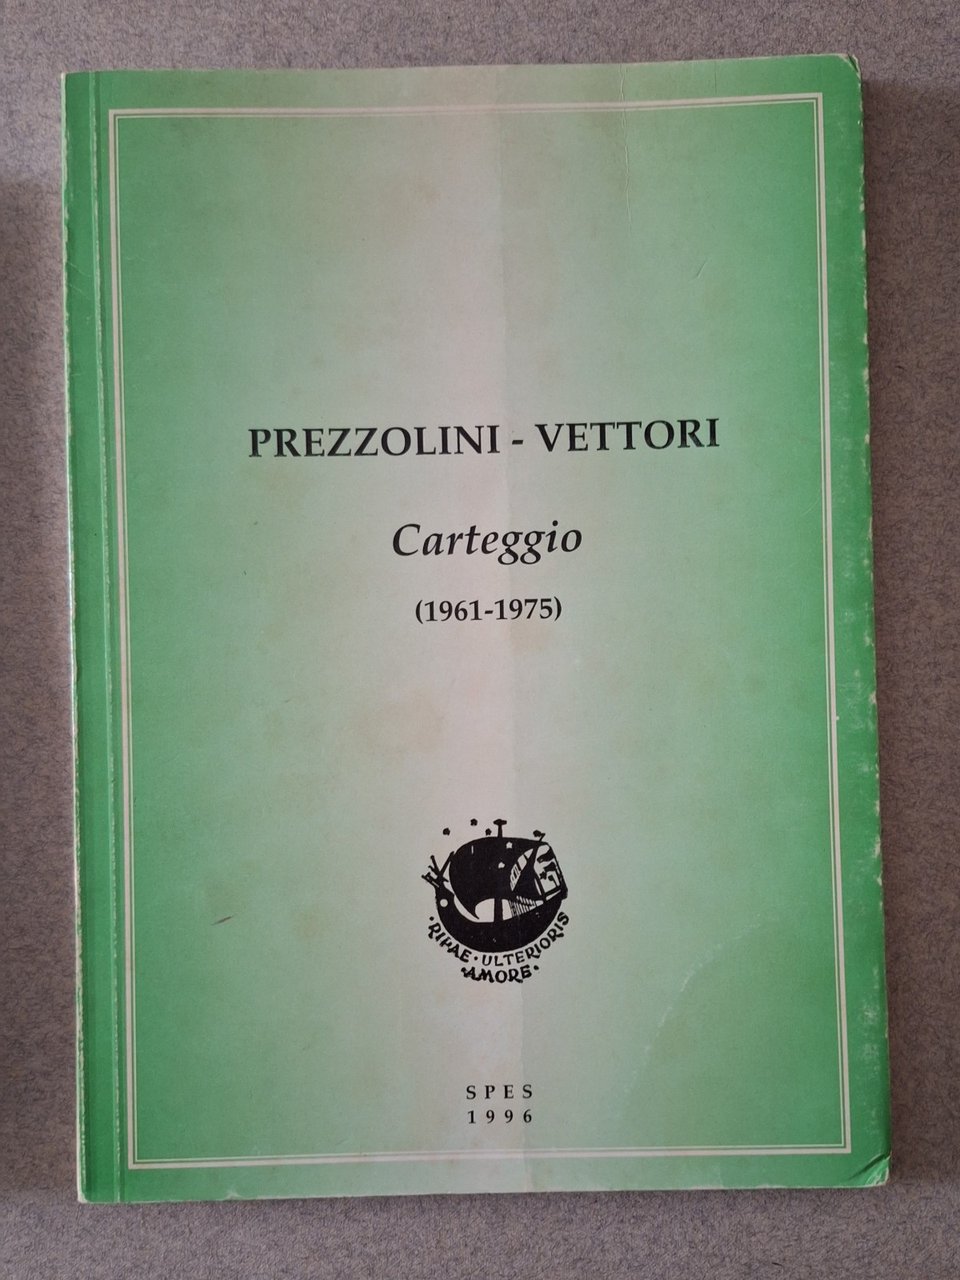 PREZZOLINI - VETTORI
Carteggio
(1961-1975)
·RIPAE·ULTERIORIS
·AMORE·
SPES
1996